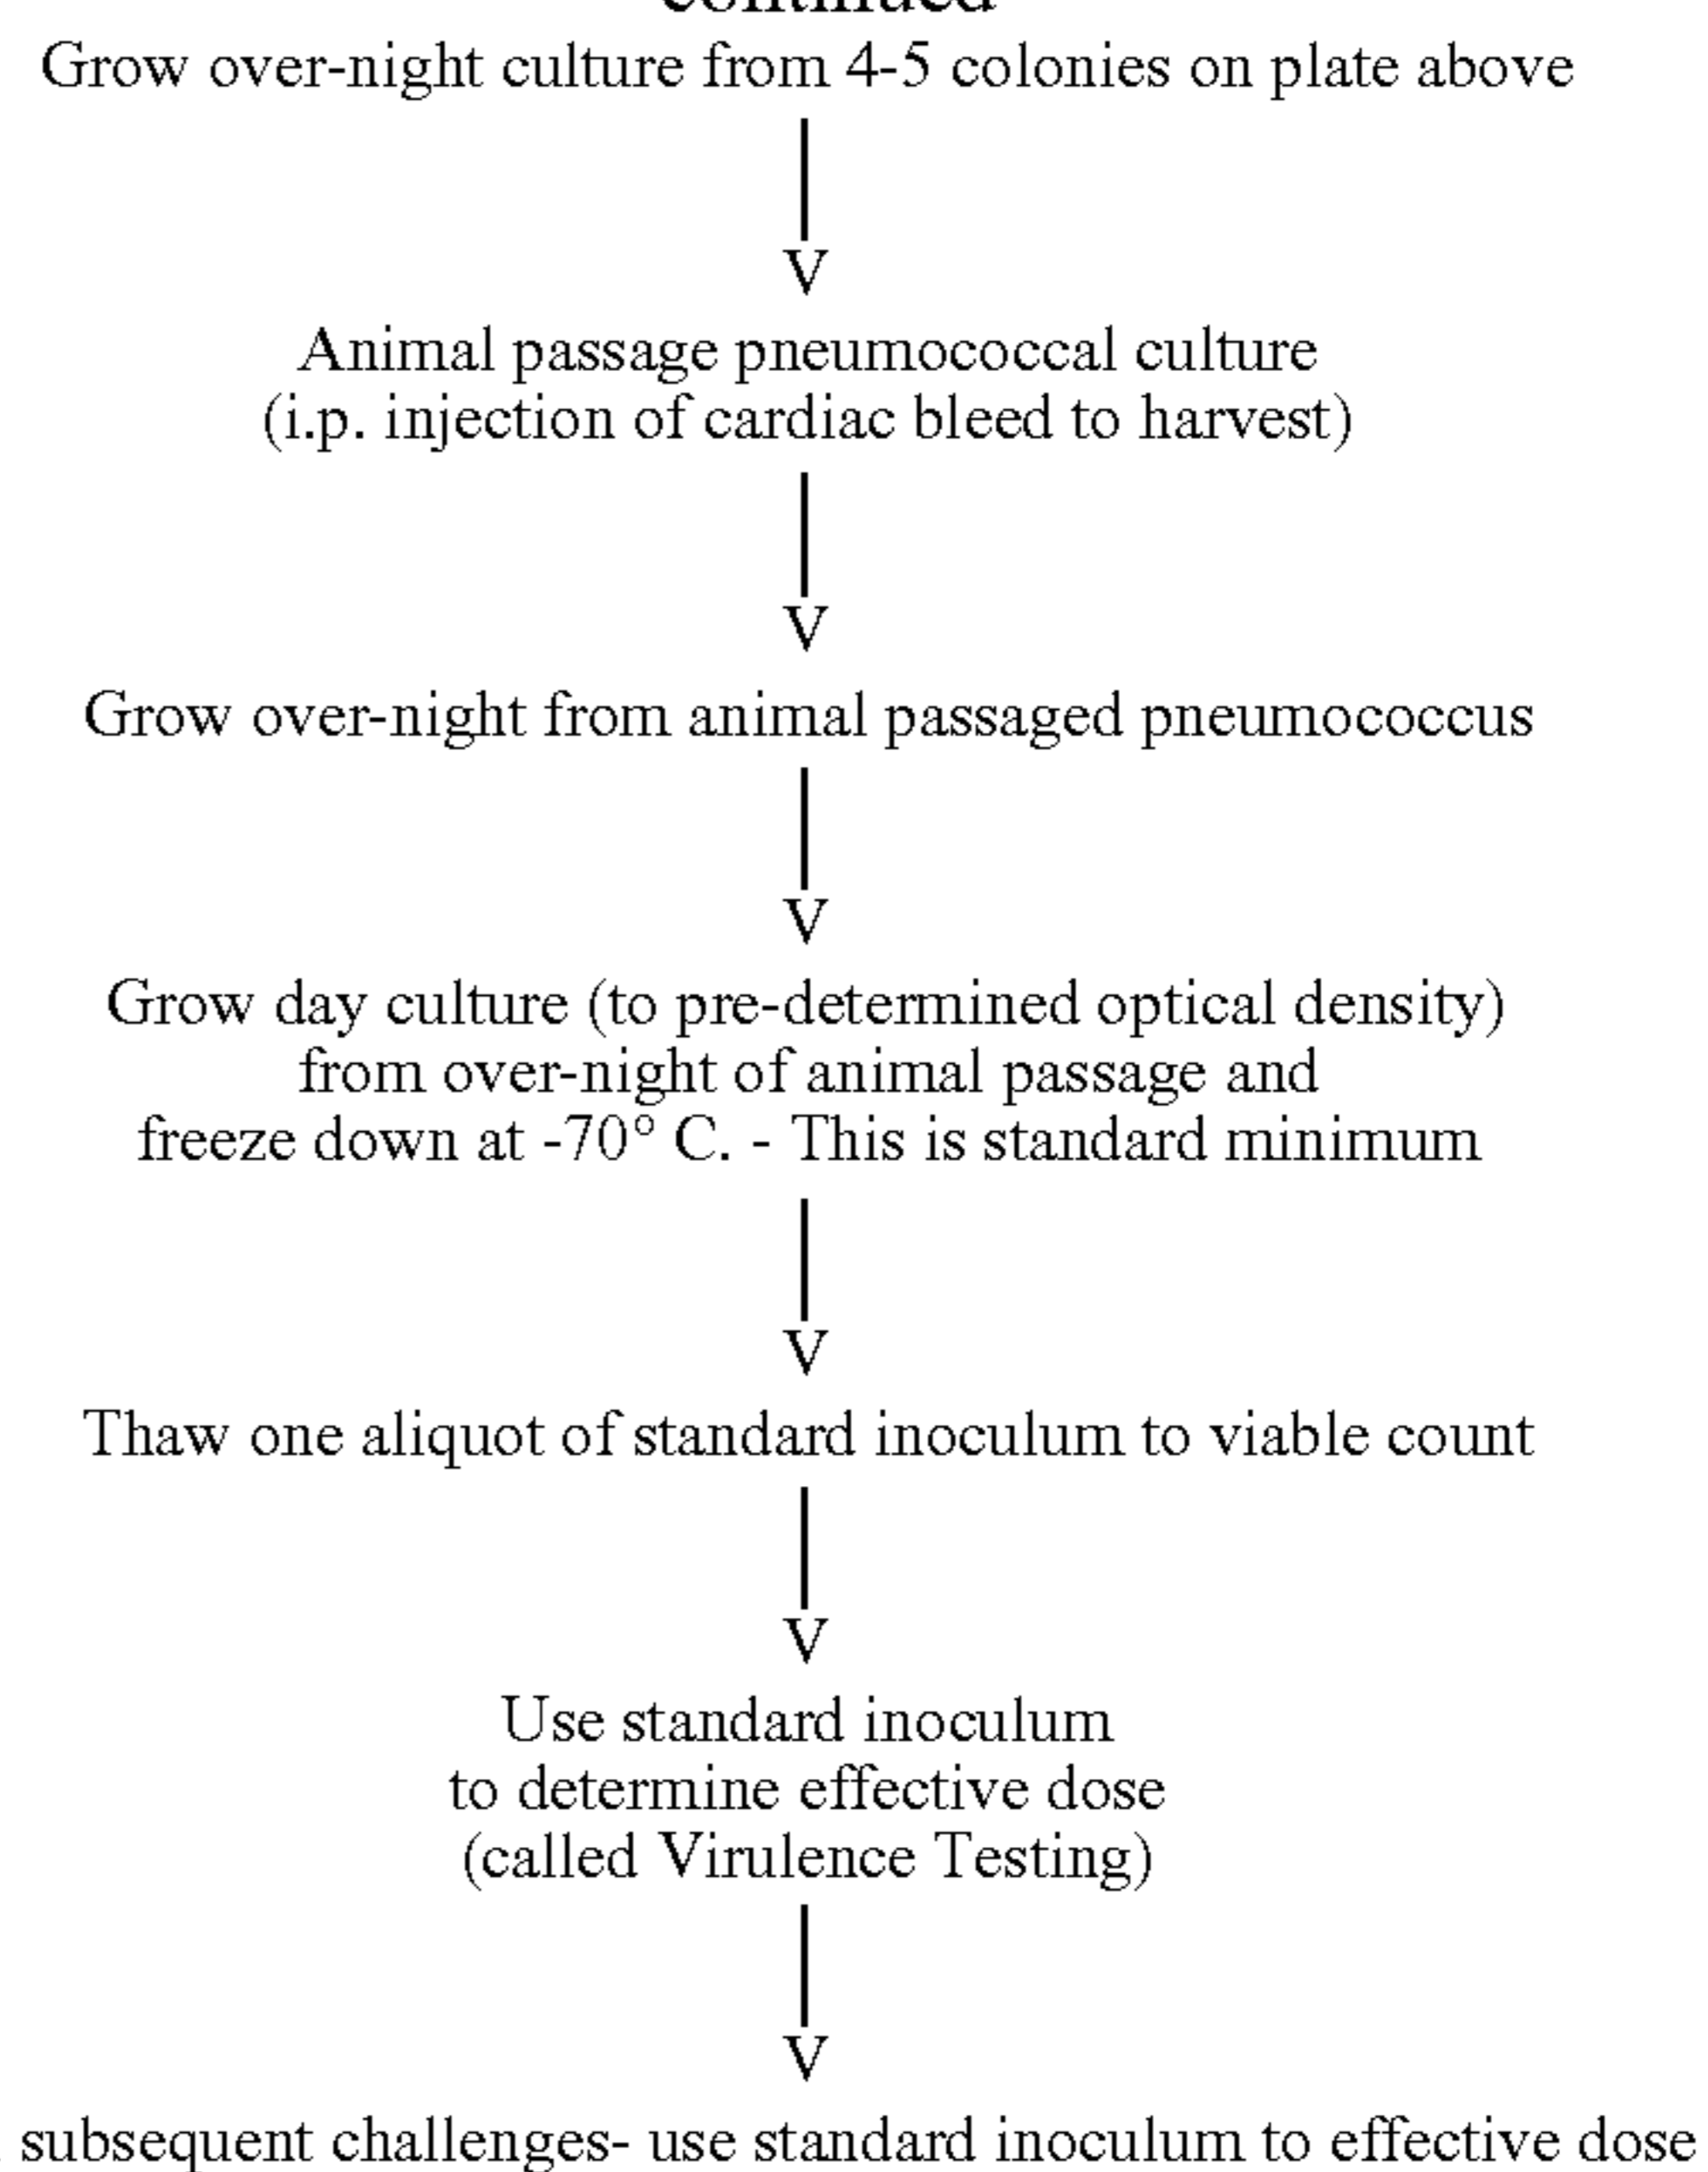 continued
Grow over-night culture from 4-5 colonies on plate above
V
Animal passage pneumococcal culture
(i.p. injection of cardiac bleed to harvest)
V
Grow over-night from animal passaged pneumococcus
V
Grow day culture (to pre-determined optical density)
from over-night of animal passage and
freeze down at -70° C. - This is standard minimum
V
Thaw one aliquot of standard inoculum to viable count
V
Use standard inoculum
to determine effective dose
(called Virulence Testing)
V
subsequent challenges- use standard inoculum to effective dose